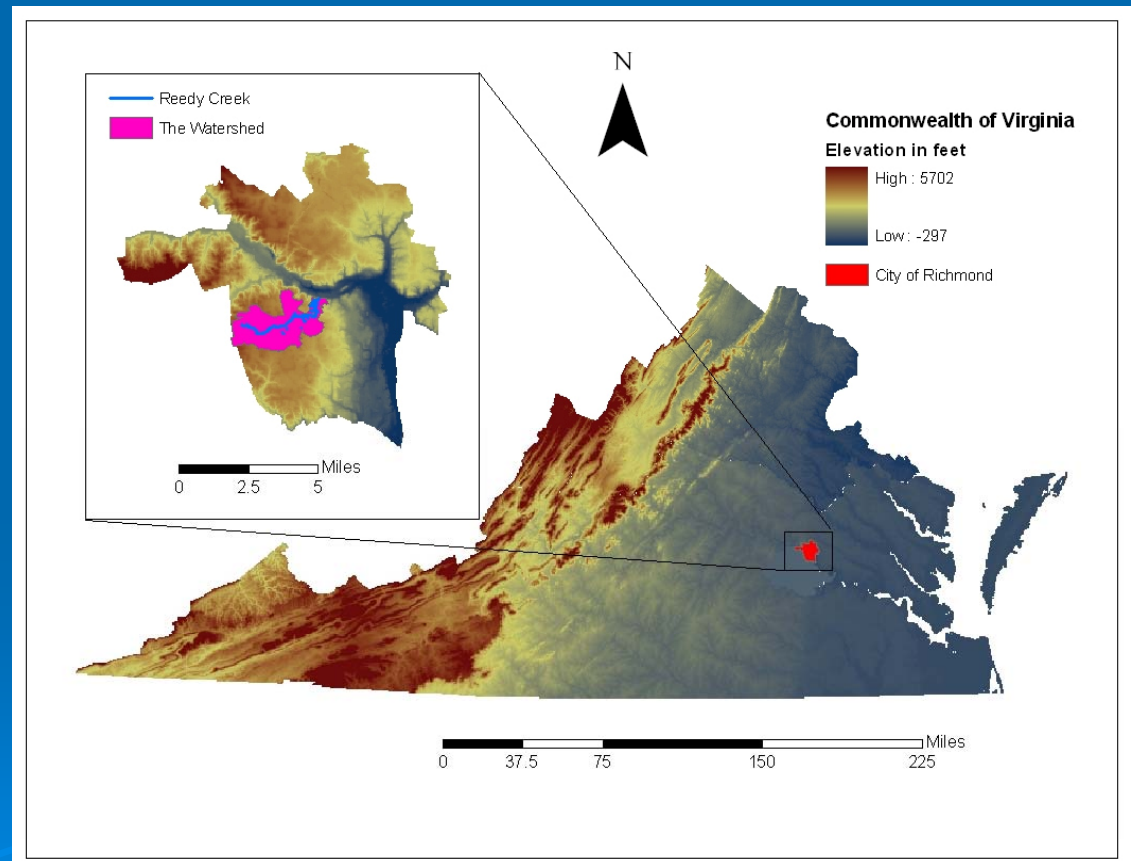 N
Reedy Creek
The Watershed
Commonwealth of Virginia
Elevation in feet
High : 5702
Low : -297
City of Richmond
Miles
0 2.5 5
Miles
0 37.5 75 150 225